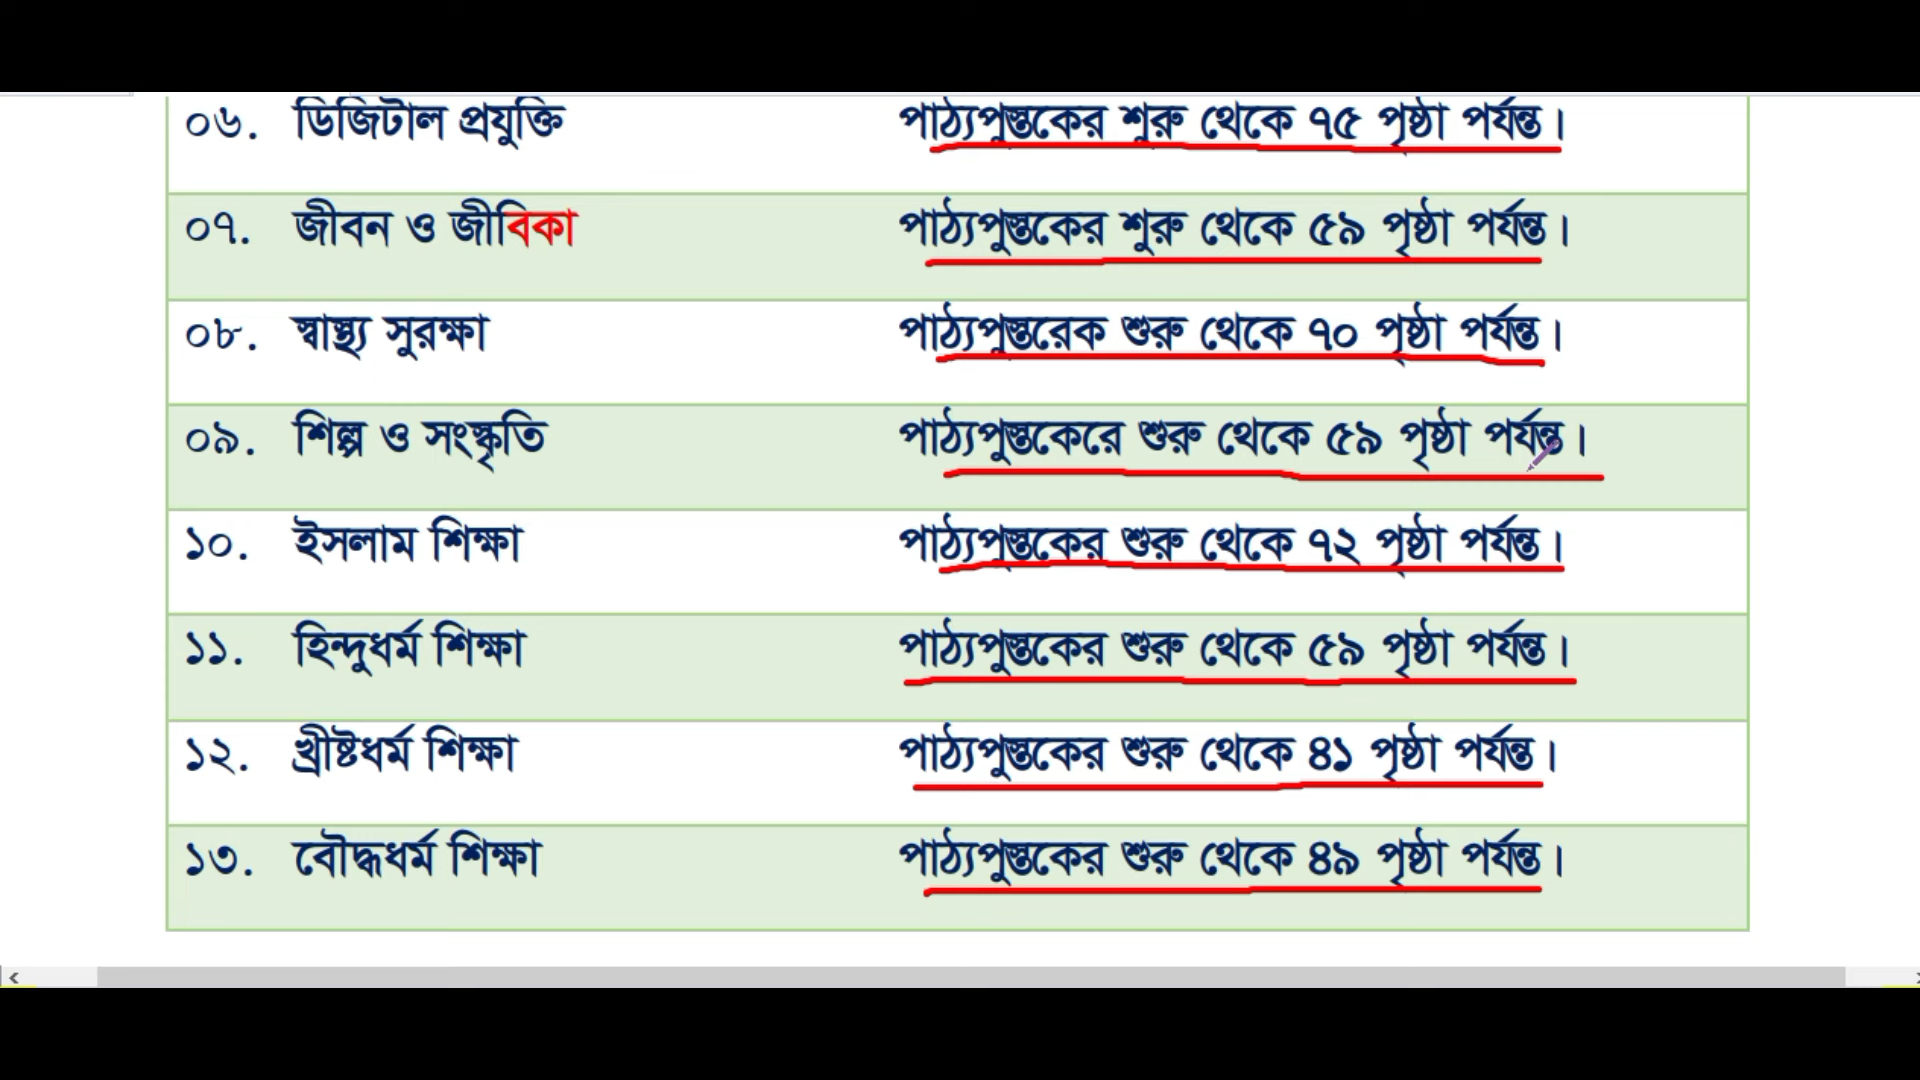 ০৬. ডিজিটাল প্রযুক্তি পাঠ্যপুস্তকের শুরু থেকে ৭৫ পৃষ্ঠা পর্যন্ত।
০৭. জীবন ও জীবিকা পাঠ্যপুস্তকের শুরু থেকে ৫৯ পৃষ্ঠা পর্যন্ত।
০৮. স্বাস্থ্য সুরক্ষা পাঠ্যপুস্তরেক শুরু থেকে ৭০ পৃষ্ঠা পর্যন্ত।
০৯. শিল্প ও সংস্কৃতি পাঠ্যপুস্তকেরে শুরু থেকে ৫৯ পৃষ্ঠা পর্যন্ত।
১০. ইসলাম শিক্ষা পাঠ্যপুস্তকের শুরু থেকে ৭২ পৃষ্ঠা পর্যন্ত।
১১. হিন্দুধর্ম শিক্ষা পাঠ্যপুস্তকের শুরু থেকে ৫৯ পৃষ্ঠা পর্যন্ত।
১২. খ্রীষ্টধর্ম শিক্ষা পাঠ্যপুস্তকের শুরু থেকে ৪১ পৃষ্ঠা পর্যন্ত।
১৩. বৌদ্ধধর্ম শিক্ষা পাঠ্যপুস্তকের শুরু থেকে ৪৯ পৃষ্ঠা পর্যন্ত।